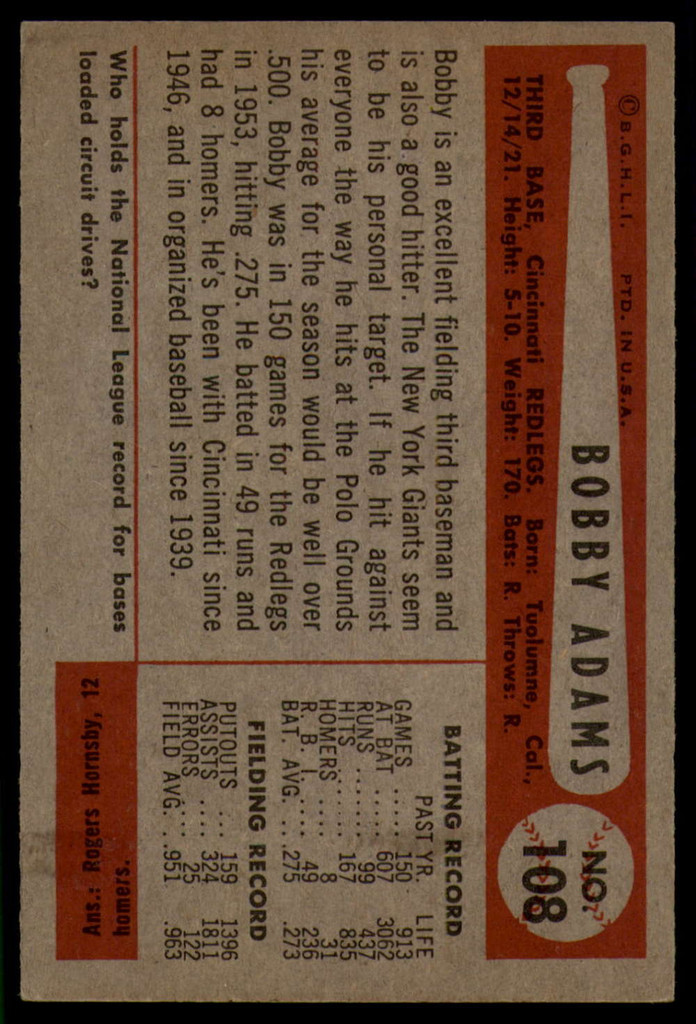 © B.G.H.L.I. PTD. IN U.S.A.
BOBBY ADAMS
NO. 108
THIRD BASE, Cincinnati REDLEGS. Born: Tuolumne, Cal.,
12/14/21. Height: 5-10. Weight: 170. Bats: R. Throws: R.
Bobby is an excellent fielding third baseman and
is also a good hitter. The New York Giants seem
to be his personal target. If he hit against
everyone the way he hits at the Polo Grounds
his average for the season would be well over
.500. Bobby was in 150 games for the Redlegs
in 1953, hitting .275. He batted in 49 runs and
had 8 homers. He's been with Cincinnati since
1946, and in organized baseball since 1939.
BATTING RECORD
PAST YR. LIFE
GAMES ..... 150 913
AT BAT ..... 607 3062
RUNS ....... 99 437
HITS ....... 167 835
HOMERS ..... 8 31
R. B. I. .... 49 236
BAT. AVG. ... .275 .273
FIELDING RECORD
PUTOUTS ... 159 1396
ASSISTS .... 324 1811
ERRORS .... 25 122
FIELD AVG. .. .951 .963
Who holds the National League record for bases
loaded circuit drives?
Ans.: Rogers Hornsby, 12
homers.